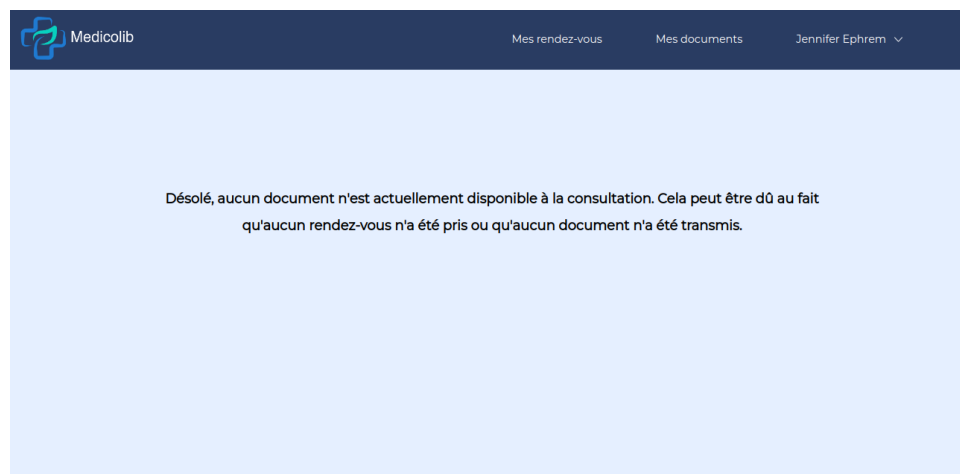 Medicolib
Mes rendez-vous
Mes documents
Jennifer Ephrem
Désolé, aucun document n'est actuellement disponible à la consultation. Cela peut être dû au fait
qu'aucun rendez-vous n'a été pris ou qu'aucun document n'a été transmis.